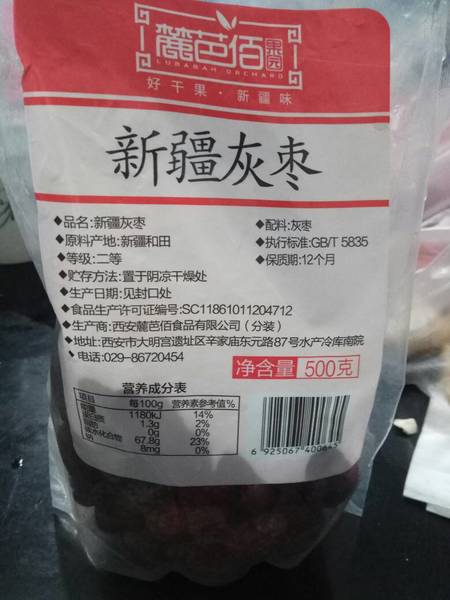 麓芭佰果园
LUBABAH ORCHARD
好干果·新疆味
新疆灰枣
◆品名:新疆灰枣
◆配料:灰枣
◆原料产地:新疆和田
◆执行标准:GB/T 5835
◆等级:二等
◆保质期:12个月
◆贮存方法:置于阴凉干燥处
◆生产日期:见封口处
◆食品生产许可证编号:SC11861011204712
◆生产商:西安麓芭佰食品有限公司(分装)
◆地址:西安市大明宫遗址区辛家庙东元路87号水产冷库南院
◆电话:029-86720454
净含量 500克
营养成分表
项目 每100g 营养素参考值%
能量 1180kJ 14%
蛋白质 1.3g 2%
脂肪 0g 0%
碳水化合物 67.8g 23%
钠 8mg 0%
6 925067 400645